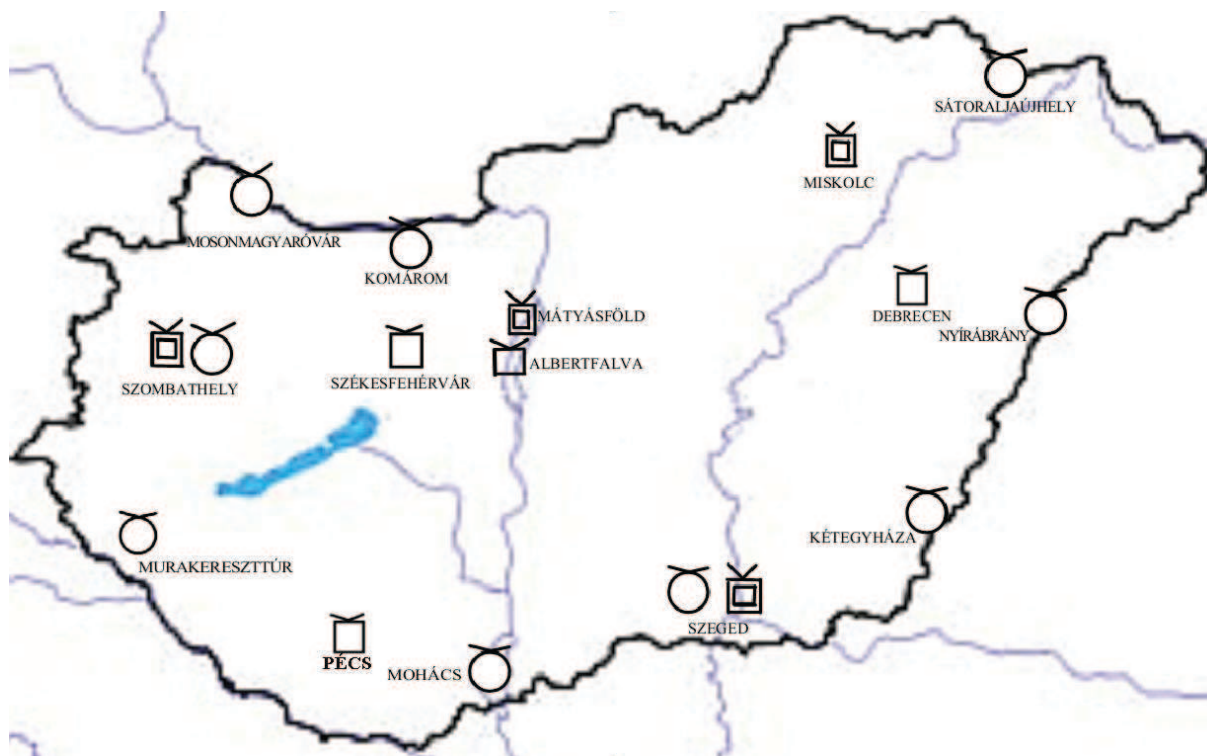 SÁTORALJAÚJHELY
MISKOLC
MOSONMAGYARÓVÁR
KOMÁROM
MÁTYÁSFÖLD
DEBRECEN
NYÍRÁBRÁNY
ALBERTFALVA
SZOMBATHELY
SZÉKESFEHÉRVÁR
KÉTEGYHÁZA
MURAKERESZTTÚR
SZEGED
PÉCS
MOHÁCS